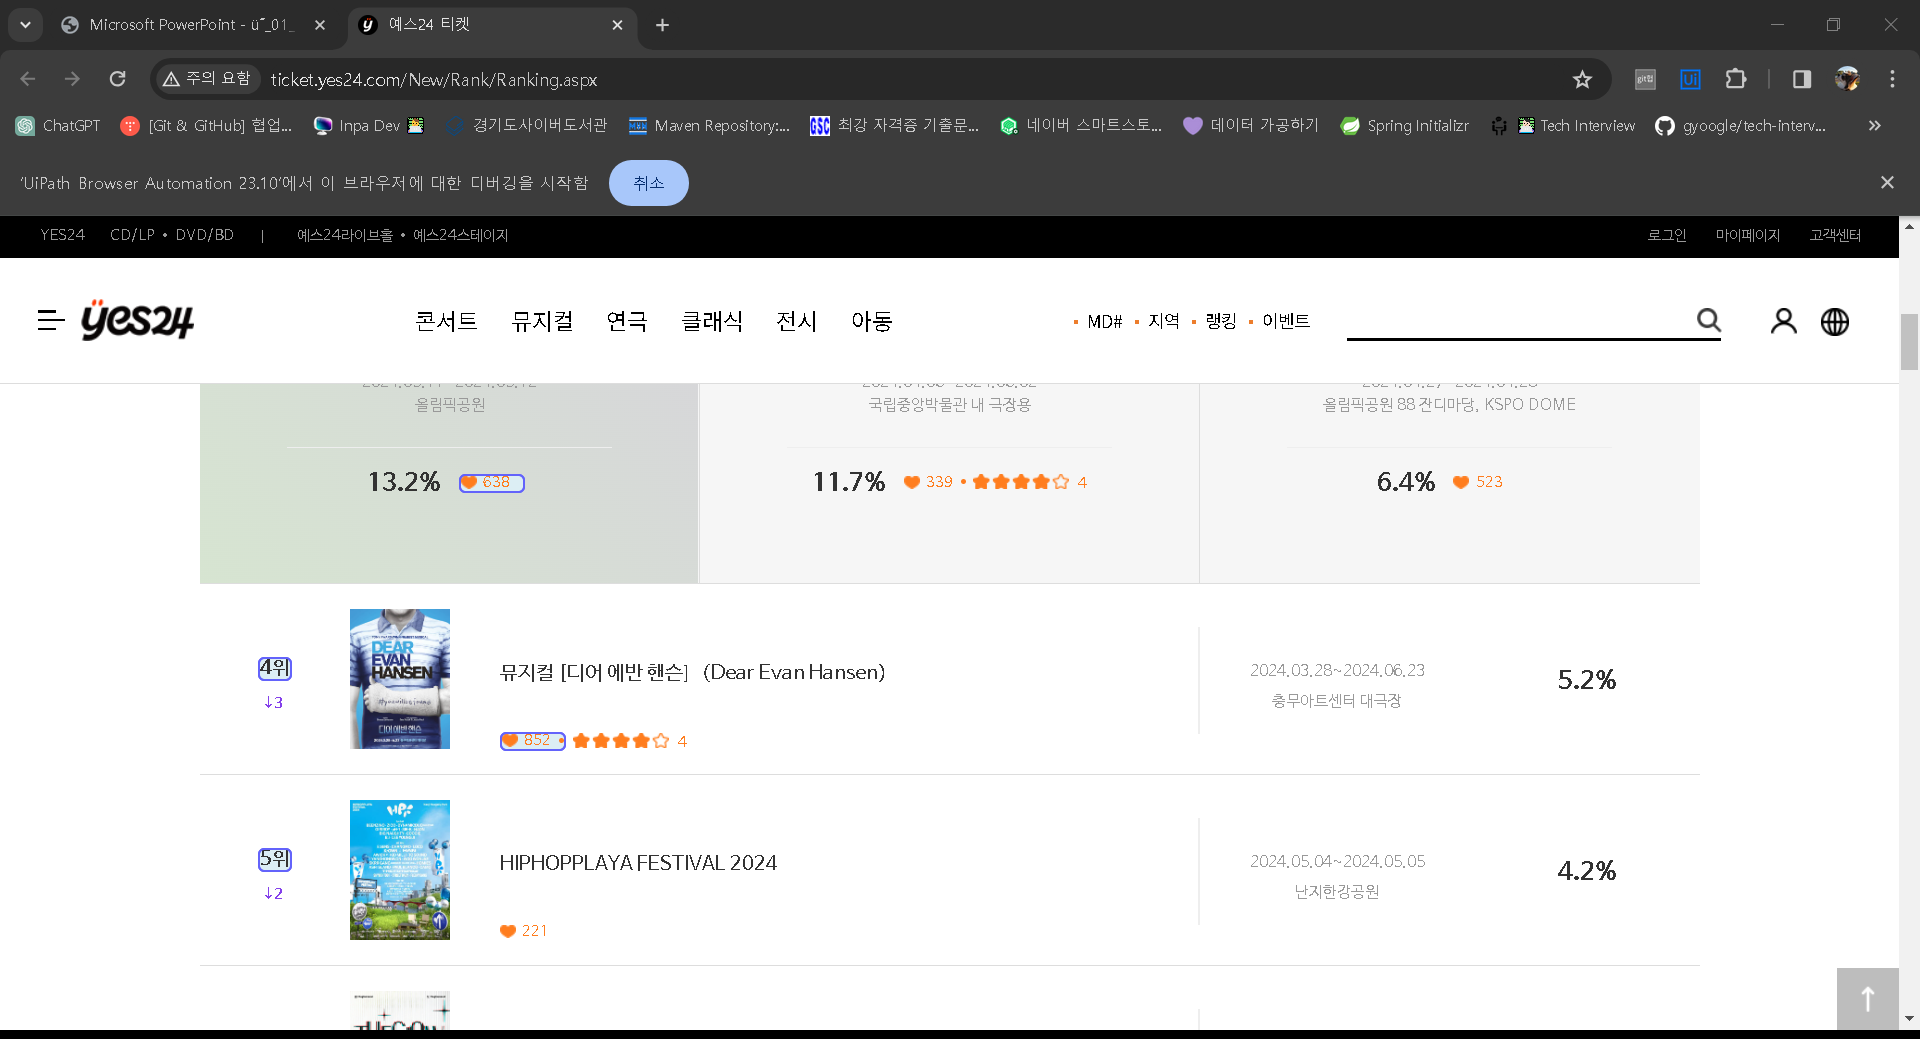 Microsoft PowerPoint - ü˝_01_
예스24 티켓
주의 요함
ticket.yes24.com/New/Rank/Ranking.aspx
ChatGPT
[Git & GitHub] 협업...
Inpa Dev
경기도사이버도서관
Maven Repository:...
최강 자격증 기출문...
네이버 스마트스토...
데이터 가공하기
Spring Initializr
Tech Interview
gyoogle/tech-interv...
'UiPath Browser Automation 23.10'에서 이 브라우저에 대한 디버깅을 시작함
취소
YES24 CD/LP • DVD/BD | 예스24라이브홀 • 예스24스테이지
로그인 마이페이지 고객센터
yes24
콘서트 뮤지컬 연극 클래식 전시 아동
• MD# • 지역 • 랭킹 • 이벤트
올림픽공원
국립중앙박물관 내 극장용
올림픽공원 88 잔디마당, KSPO DOME
13.2% 638
11.7% 339 • 4
6.4% 523
4위
↓3
DEAR EVAN HANSEN
디어 에반 핸슨
뮤지컬 [디어 에반 핸슨] (Dear Evan Hansen)
852 • 4
2024.03.28~2024.06.23
충무아트센터 대극장
5.2%
5위
↓2
HPF
HIPHOPPLAYA FESTIVAL 2024
221
2024.05.04~2024.05.05
난지한강공원
4.2%